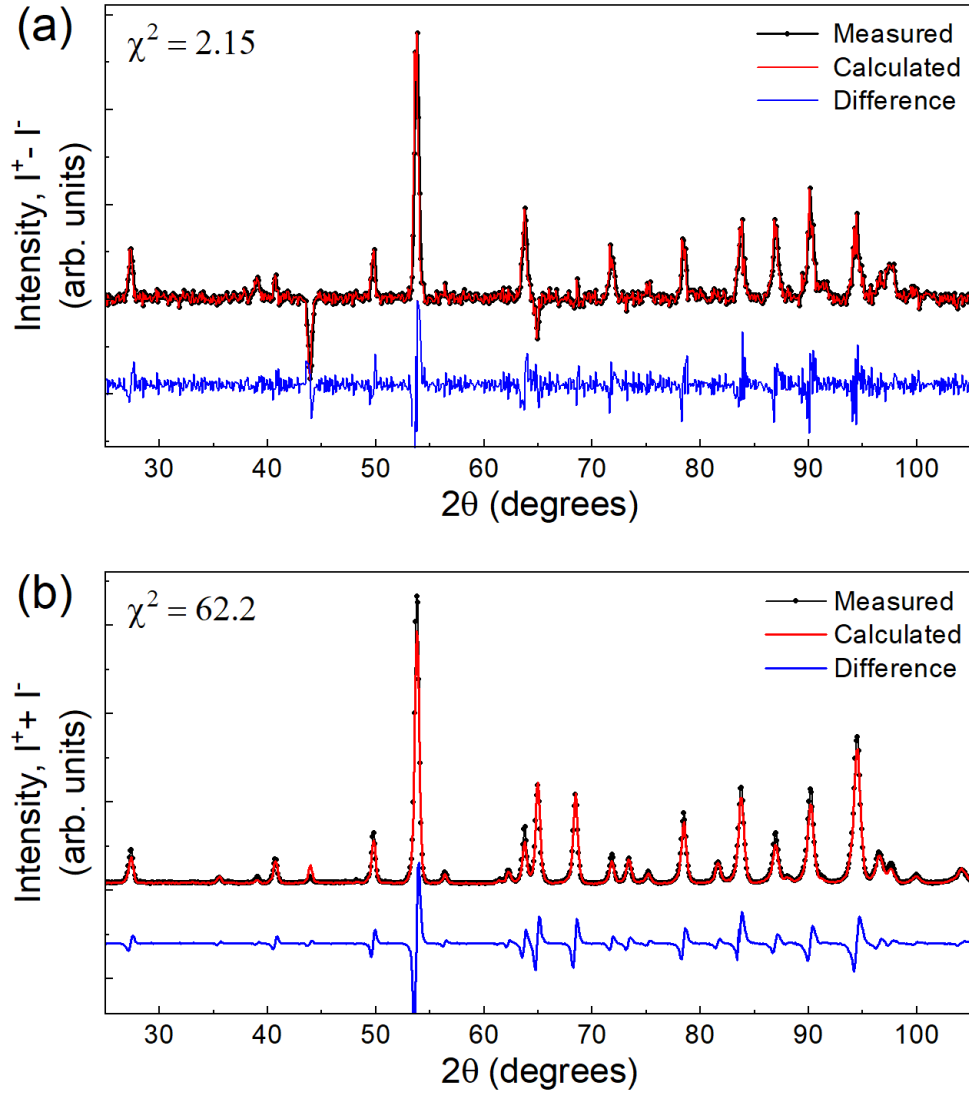 (a)
χ² = 2.15
Measured
Calculated
Difference
Intensity, I⁺- I⁻
(arb. units)
30 40 50 60 70 80 90 100
2θ (degrees)
(b)
χ² = 62.2
Measured
Calculated
Difference
Intensity, I⁺+ I⁻
(arb. units)
30 40 50 60 70 80 90 100
2θ (degrees)